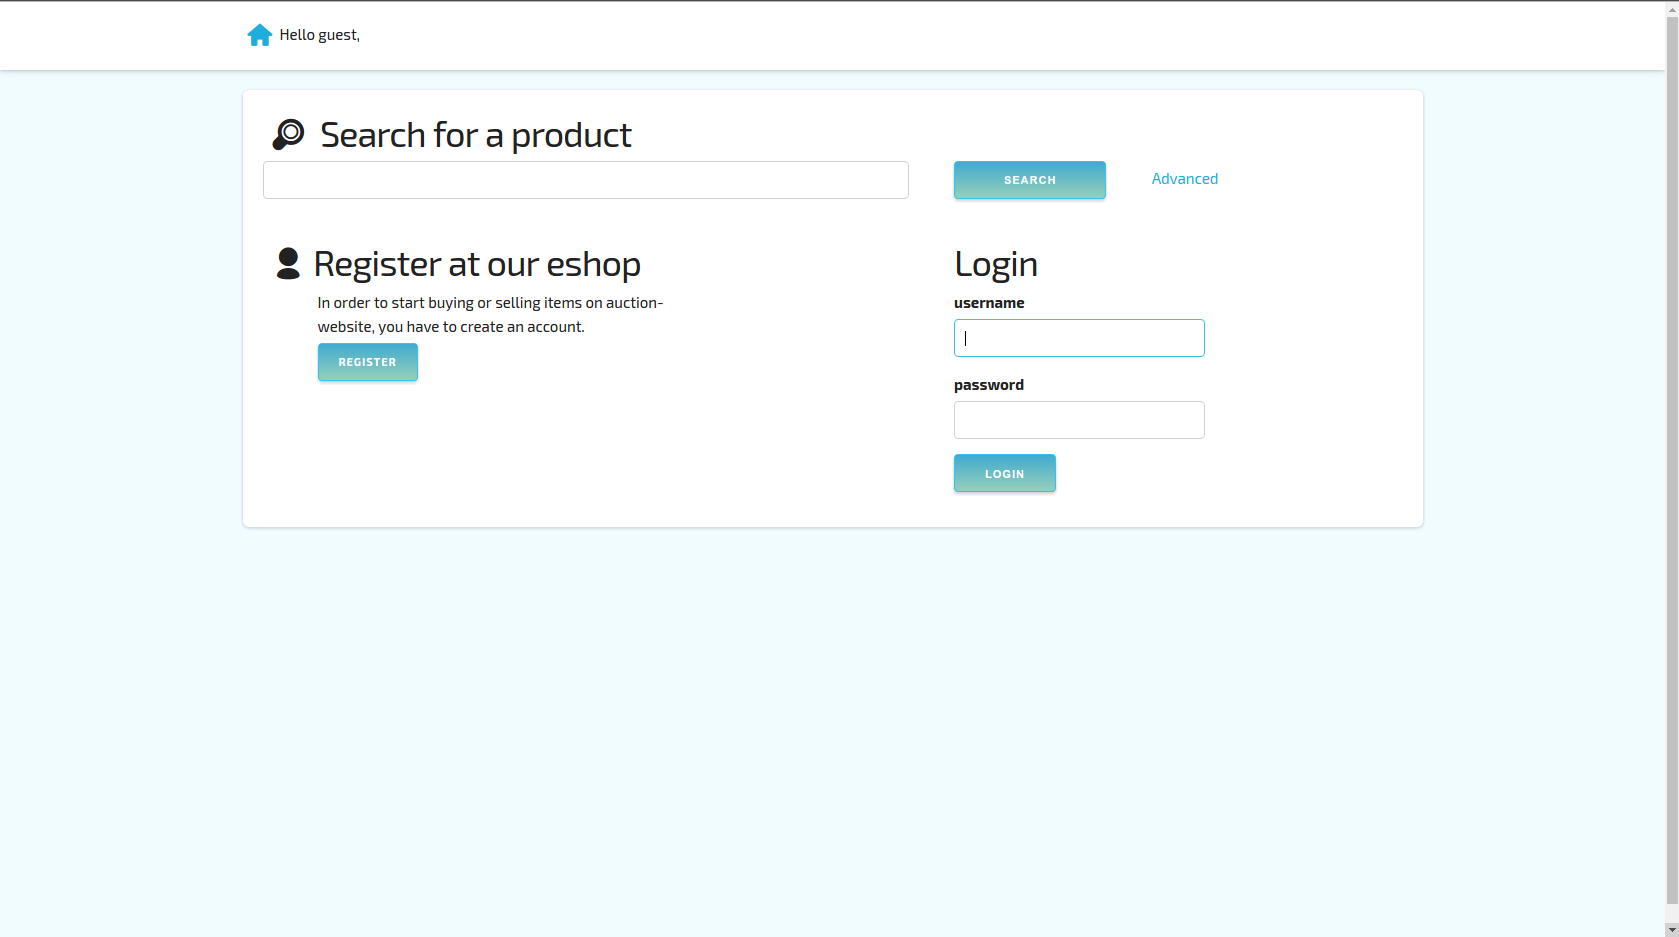 Hello guest,
Search for a product
SEARCH
Advanced
Register at our eshop
In order to start buying or selling items on auction-
website, you have to create an account.
REGISTER
Login
username
password
LOGIN